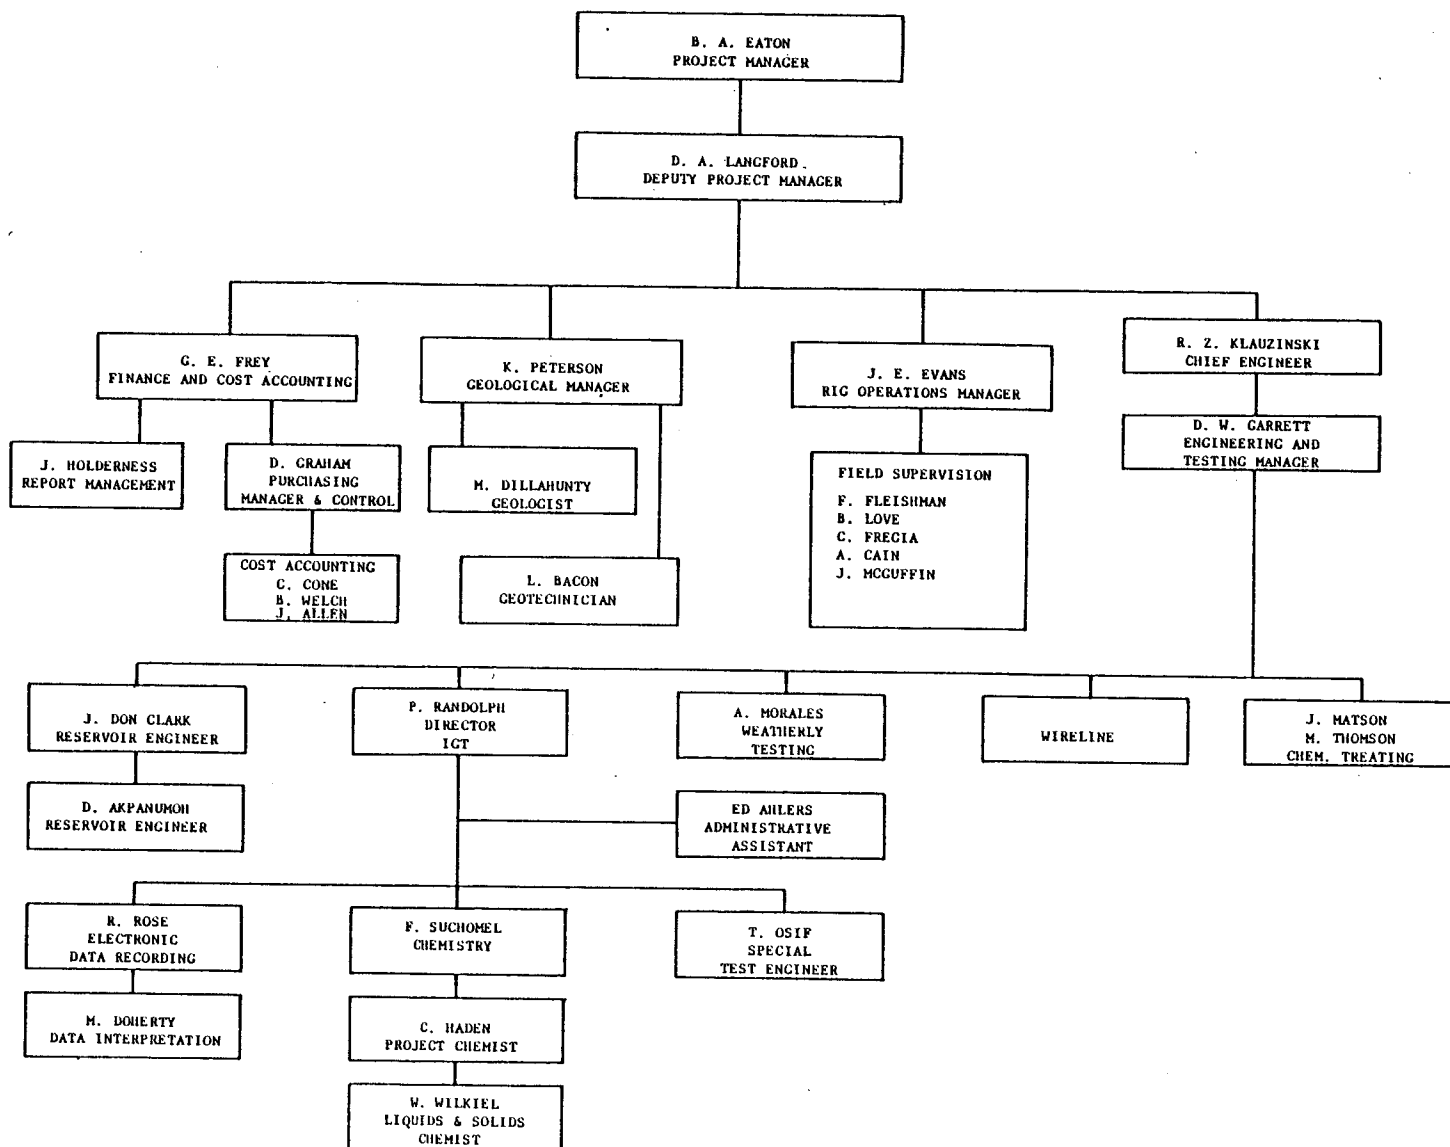 B. A. EATON
PROJECT MANAGER
D. A. LANGFORD
DEPUTY PROJECT MANAGER
G. E. FREY
FINANCE AND COST ACCOUNTING
K. PETERSON
GEOLOGICAL MANAGER
J. E. EVANS
RIG OPERATIONS MANAGER
R. Z. KLAUZINSKI
CHIEF ENGINEER
J. HOLDERNESS
REPORT MANAGEMENT
D. GRAHAM
PURCHASING
MANAGER & CONTROL
M. DILLAHUNTY
GEOLOGIST
FIELD SUPERVISION
F. FLEISHMAN
B. LOVE
C. FREGIA
A. CAIN
J. MCGUFFIN
D. W. GARRETT
ENGINEERING AND
TESTING MANAGER
COST ACCOUNTING
C. CONE
B. WELCH
J. ALLEN
L. BACON
GEOTECHNICIAN
J. DON CLARK
RESERVOIR ENGINEER
P. RANDOLPH
DIRECTOR
IGT
A. MORALES
WEATHERLY
TESTING
WIRELINE
J. MATSON
M. THOMSON
CHEM. TREATING
D. AKPANUMOH
RESERVOIR ENGINEER
ED AHLERS
ADMINISTRATIVE
ASSISTANT
R. ROSE
ELECTRONIC
DATA RECORDING
F. SUCHOMEL
CHEMISTRY
T. OSIF
SPECIAL
TEST ENGINEER
M. DOHERTY
DATA INTERPRETATION
C. HADEN
PROJECT CHEMIST
W. WILKIEL
LIQUIDS & SOLIDS
CHEMIST